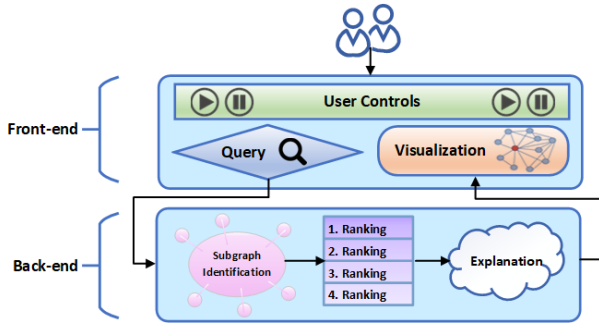 User Controls
Front-end
Query
Visualization
Back-end
Subgraph
Identification
1. Ranking
2. Ranking
3. Ranking
4. Ranking
Explanation